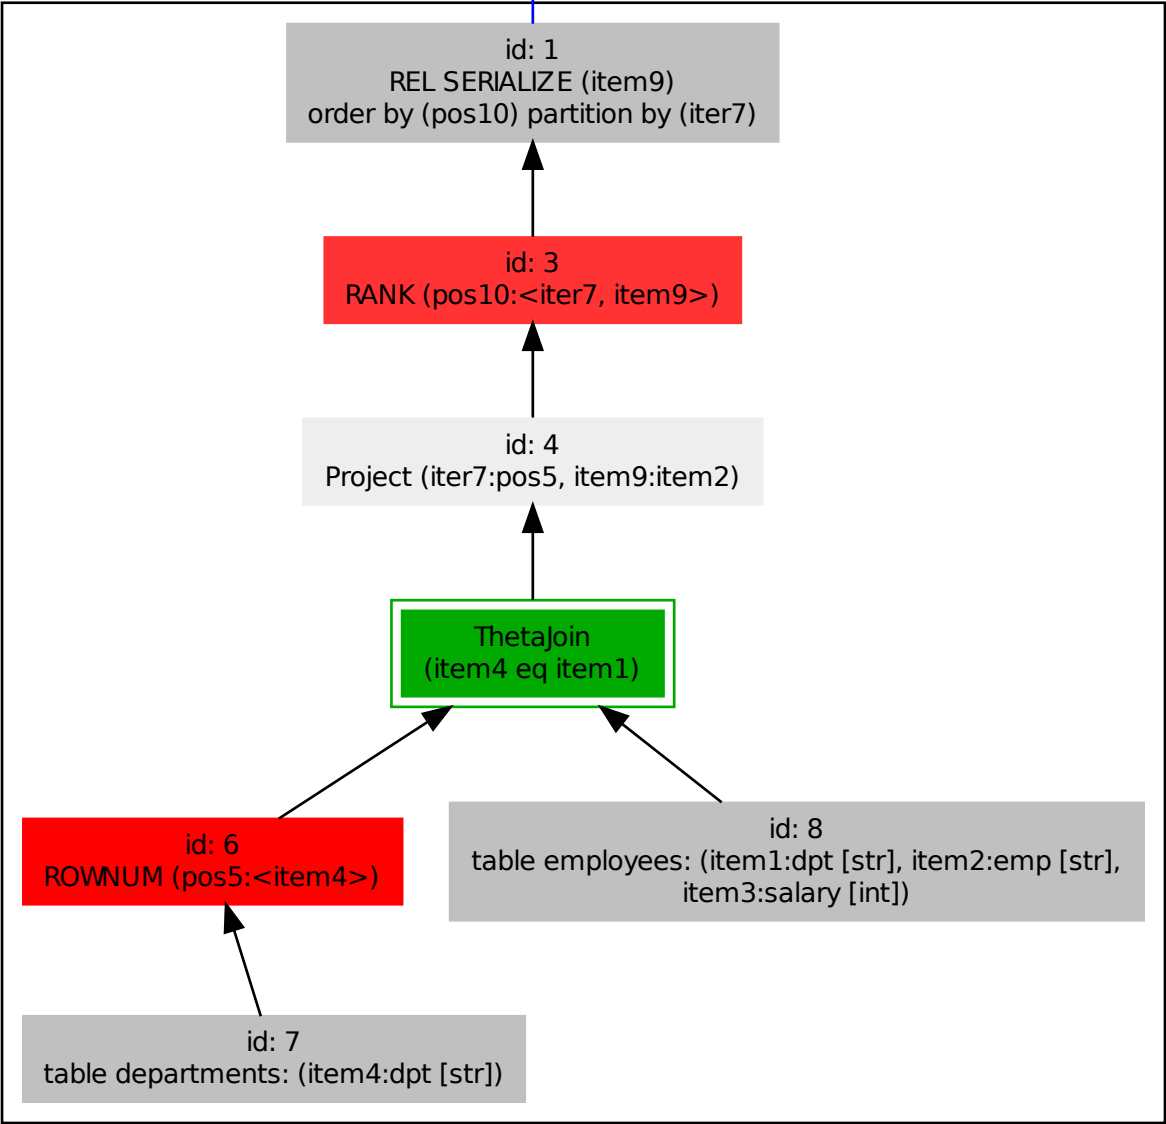 id: 1
REL SERIALIZE (item9)
order by (pos10) partition by (iter7)
id: 3
RANK (pos10:<iter7, item9>)
id: 4
Project (iter7:pos5, item9:item2)
ThetaJoin
(item4 eq item1)
id: 6
ROWNUM (pos5:<item4>)
id: 8
table employees: (item1:dpt [str], item2:emp [str],
item3:salary [int])
id: 7
table departments: (item4:dpt [str])